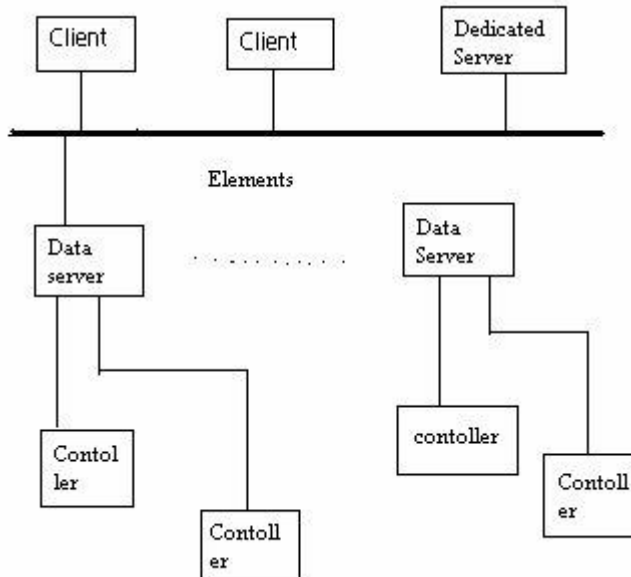 Client
Client
Dedicated
Server
Elements
Data
server
Data
Server
Contol
ler
contoller
Contoll
er
Contoll
er